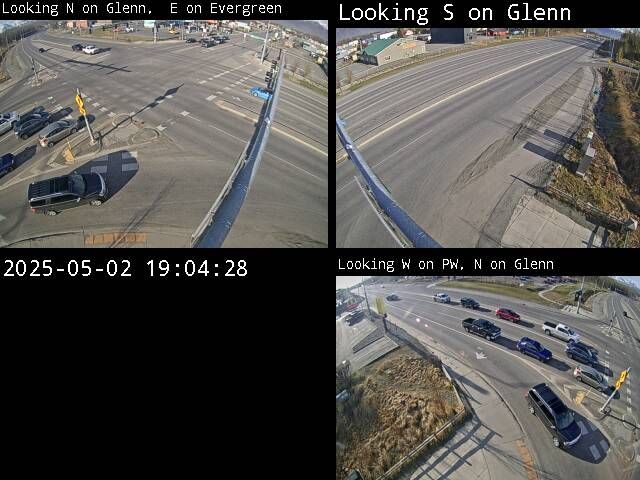 Looking N on Glenn,  E on Evergreen
Looking S on Glenn
2025-05-02 19:04:28
Looking W on PW, N on Glenn